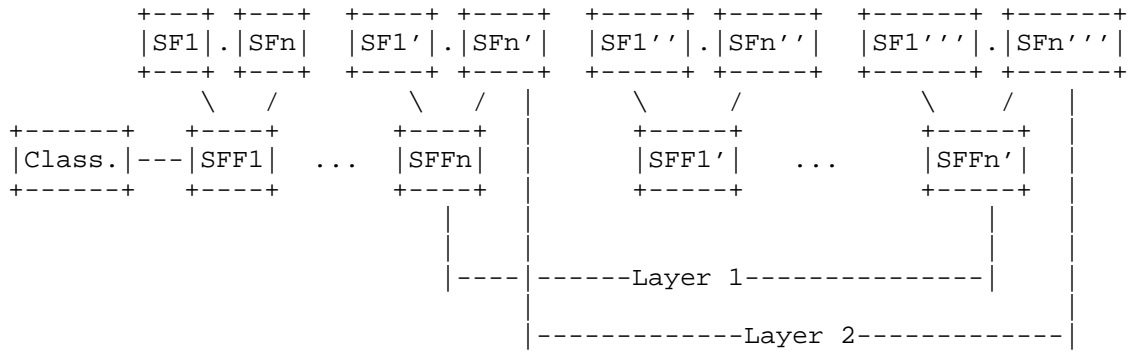 SF1 . SFn SF1' . SFn' SF1'' . SFn'' SF1''' . SFn'''
Class. SFF1 ... SFFn SFF1' ... SFFn'
Layer 1
Layer 2